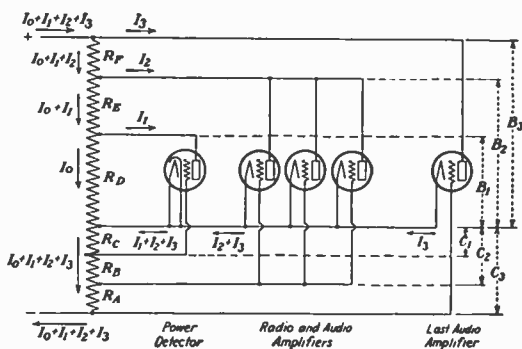 I₀+I₁+I₂+I₃
I₃
+
R_F
I₀+I₁+I₂
I₂
I₀+I₁
R_E
I₁
I₀
R_D
B₁
B₂
B₃
R_C
I₁+I₂+I₃
I₂+I₃
I₃
C₁
C₂
C₃
I₀+I₁+I₂+I₃
R_B
R_A
I₀+I₁+I₂+I₃
Power Detector
Radio and Audio Amplifiers
Last Audio Amplifier